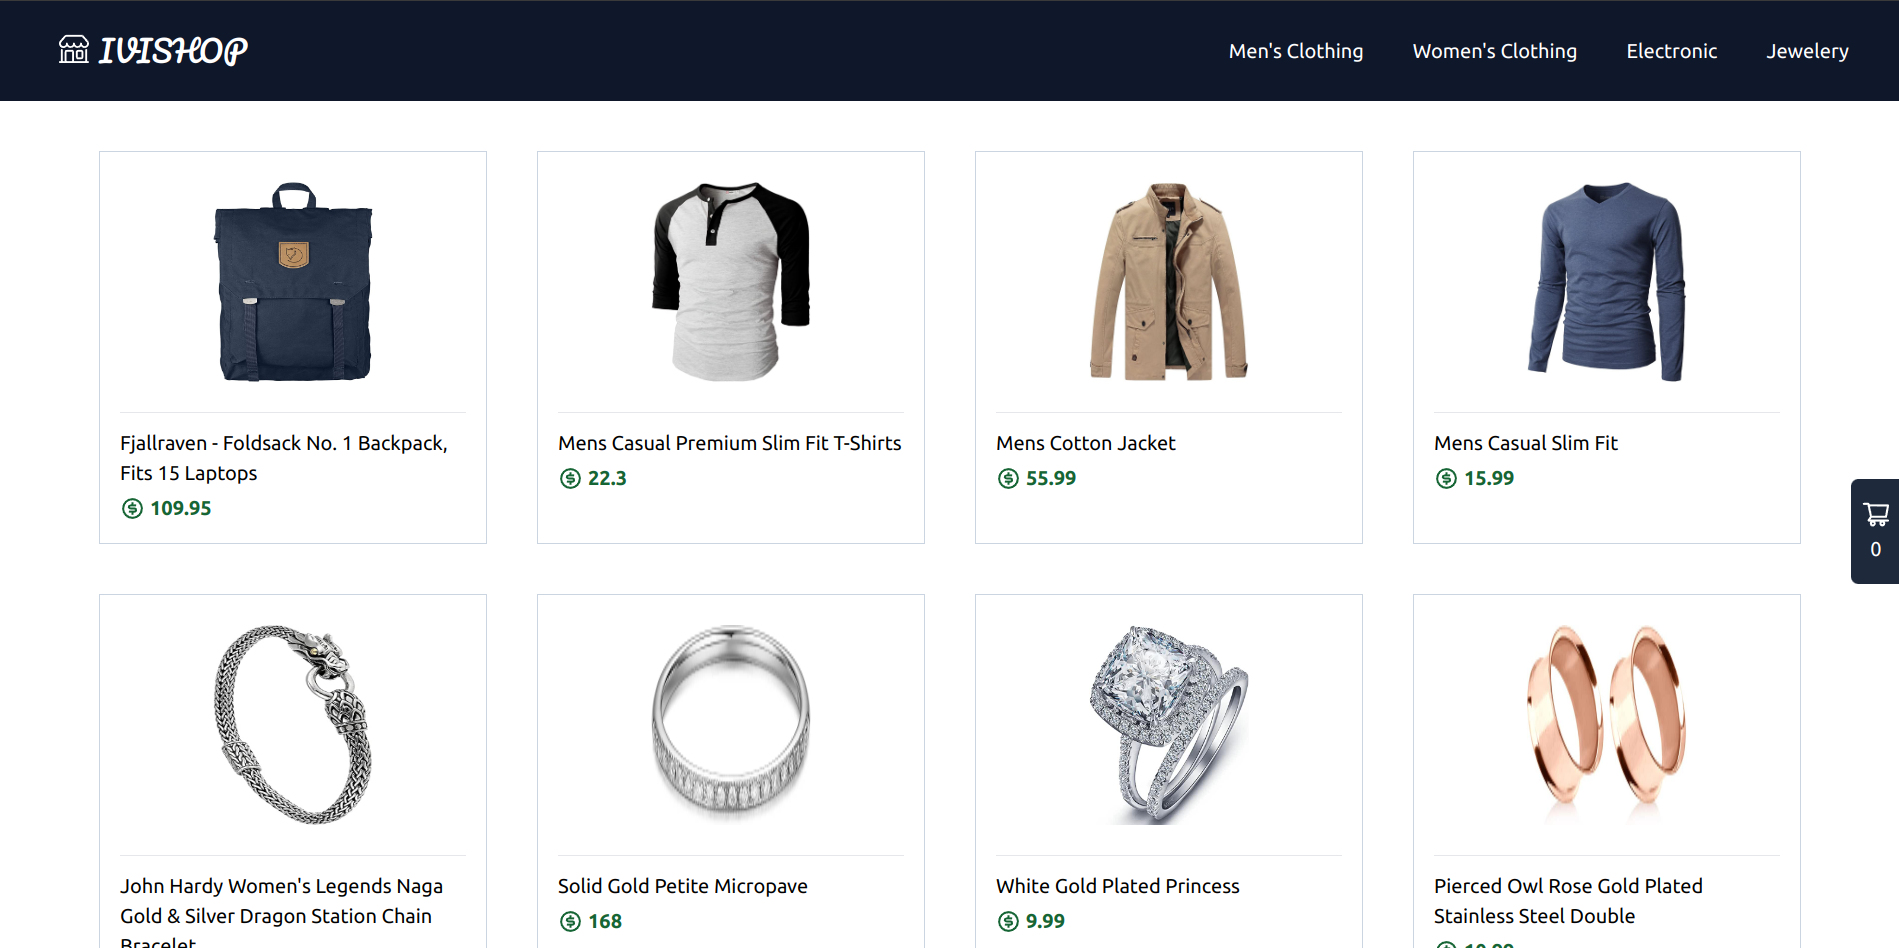 IVISHOP
Men's Clothing
Women's Clothing
Electronic
Jewelery
Fjallraven - Foldsack No. 1 Backpack,
Fits 15 Laptops
109.95
Mens Casual Premium Slim Fit T-Shirts
22.3
Mens Cotton Jacket
55.99
Mens Casual Slim Fit
15.99
0
John Hardy Women's Legends Naga
Gold & Silver Dragon Station Chain
Bracelet
Solid Gold Petite Micropave
168
White Gold Plated Princess
9.99
Pierced Owl Rose Gold Plated
Stainless Steel Double